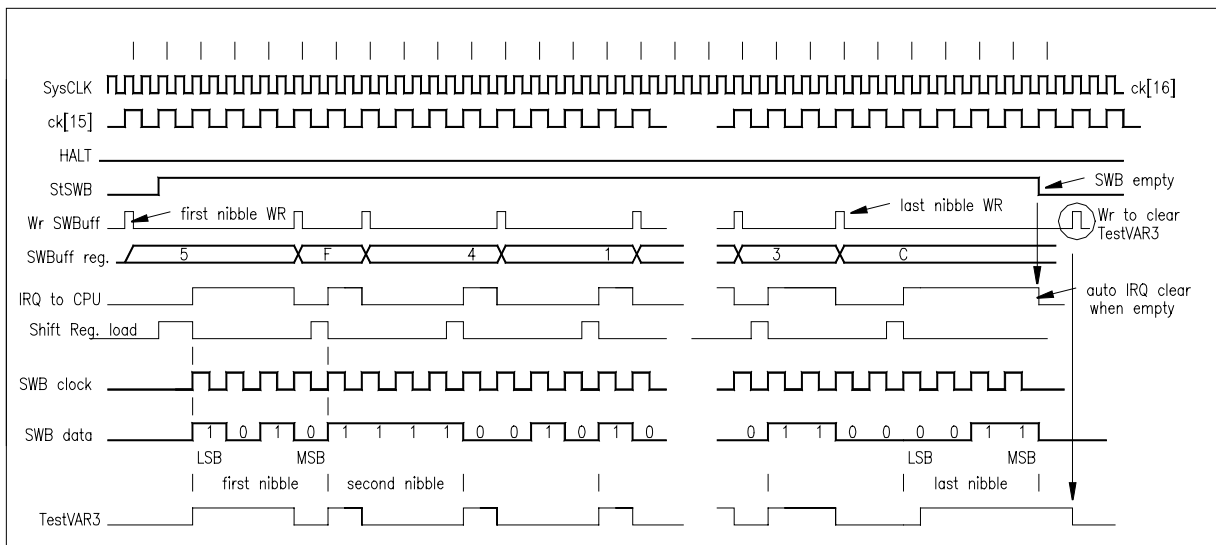 SysCLK ck[16]
ck[15]
HALT
StSWB SWB empty
Wr SWBuff first nibble WR last nibble WR Wr to clear
TestVAR3
SWBuff reg. 5 F 4 1 3 C
IRQ to CPU auto IRQ clear
when empty
Shift Reg. load
SWB clock
SWB data 1 0 1 0 1 1 1 1 0 0 1 0 1 0 0 1 1 0 0 0 0 1 1
LSB MSB LSB MSB
first nibble second nibble last nibble
TestVAR3